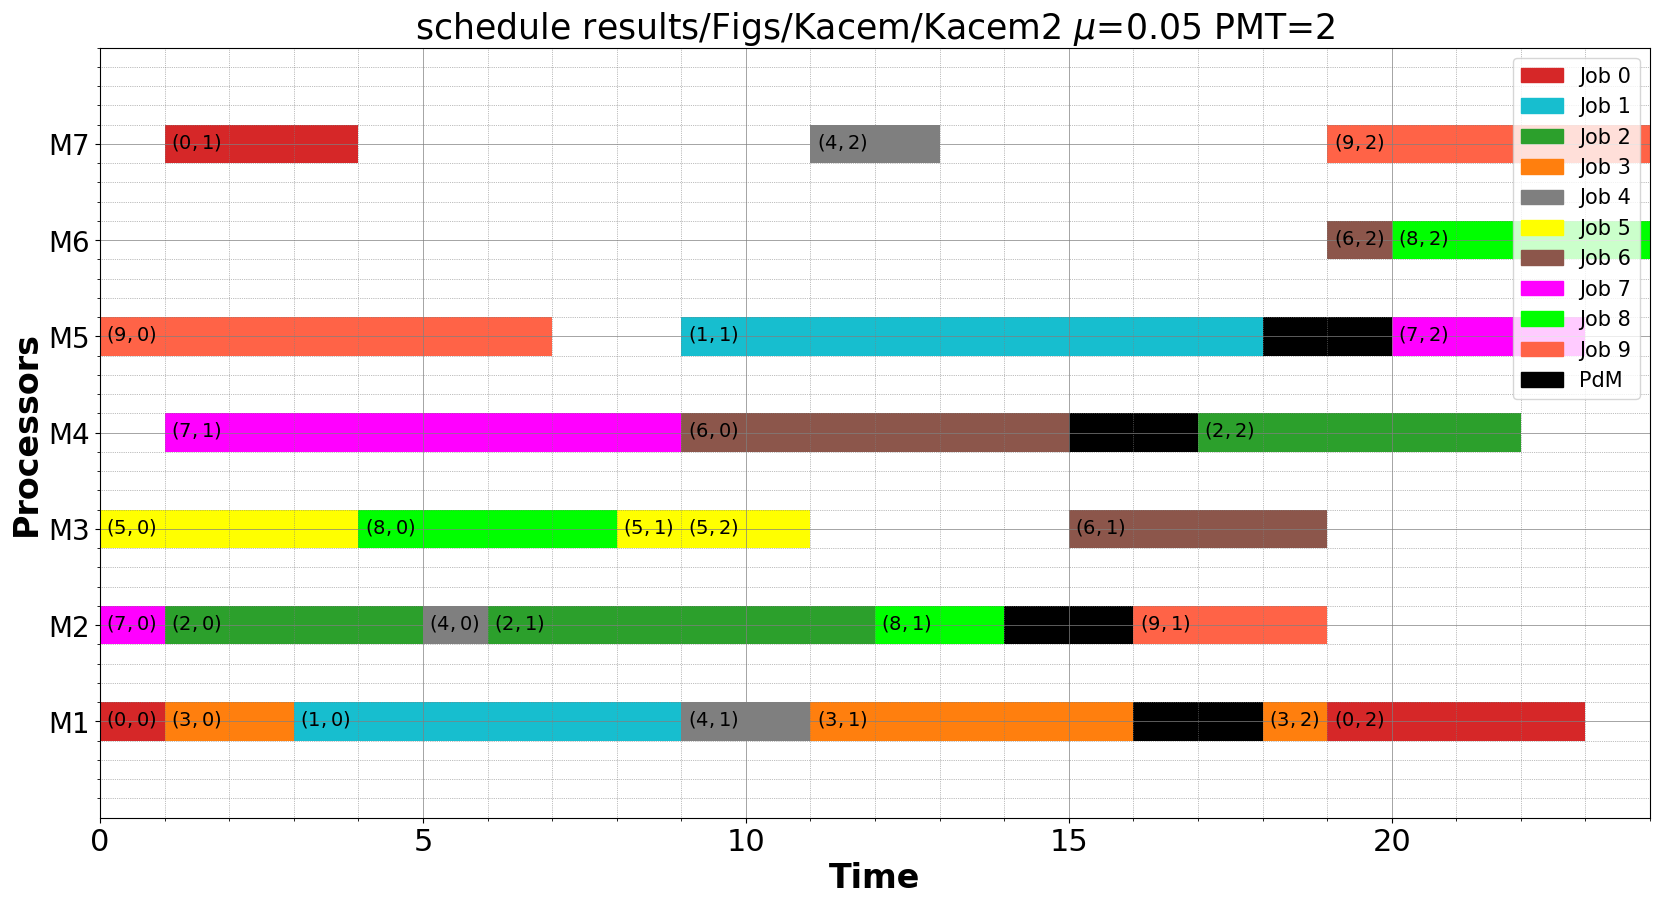 schedule results/Figs/Kacem/Kacem2 μ=0.05 PMT=2
Processors
M7
(0, 1)
(4, 2)
(9, 2)
M6
(6, 2)
(8, 2)
M5
(9, 0)
(1, 1)
(7, 2)
M4
(7, 1)
(6, 0)
(2, 2)
M3
(5, 0)
(8, 0)
(5, 1)
(5, 2)
(6, 1)
M2
(7, 0)
(2, 0)
(4, 0)
(2, 1)
(8, 1)
(9, 1)
M1
(0, 0)
(3, 0)
(1, 0)
(4, 1)
(3, 1)
(3, 2)
(0, 2)
0 5 10 15 20
Time
Job 0
Job 1
Job 2
Job 3
Job 4
Job 5
Job 6
Job 7
Job 8
Job 9
PdM